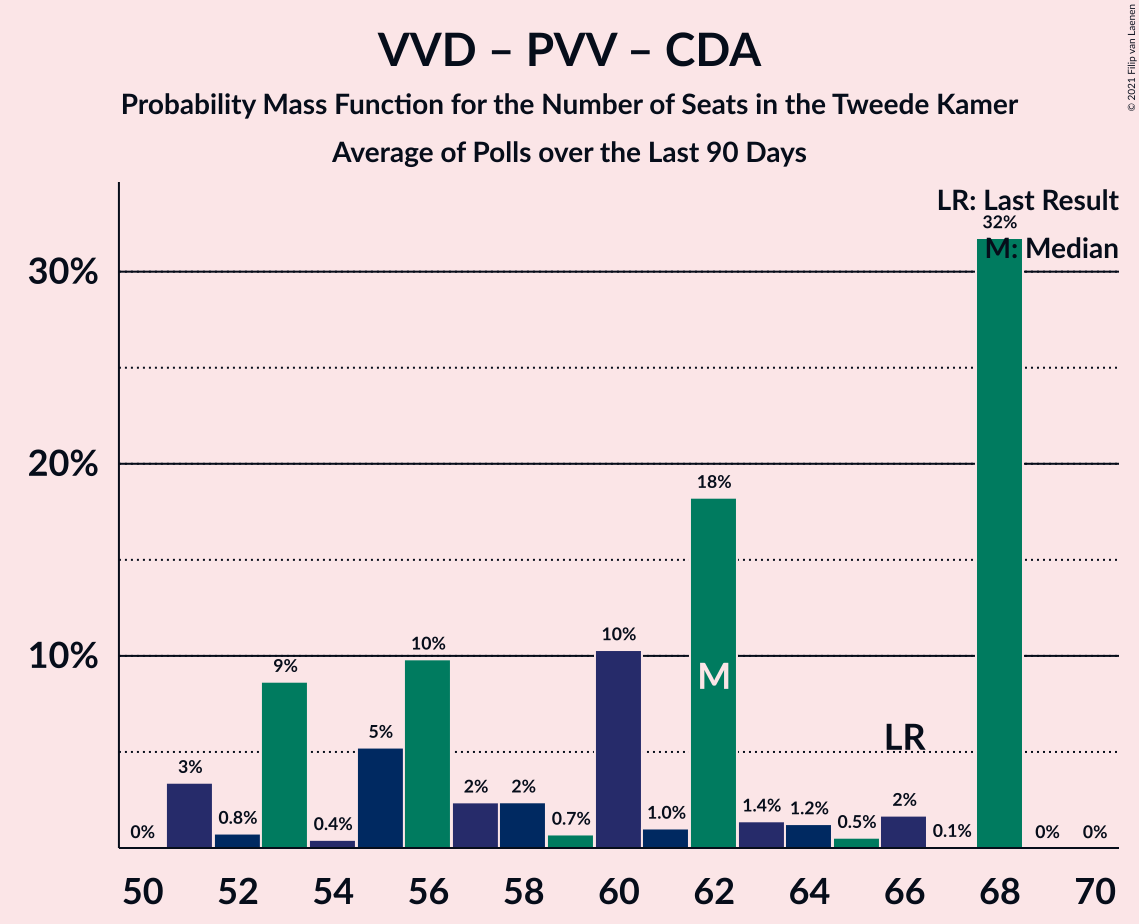 VVD – PVV – CDA
Probability Mass Function for the Number of Seats in the Tweede Kamer
Average of Polls over the Last 90 Days
© 2021 Filip van Laenen
LR: Last Result
M: Median
30%
20%
10%
0%
3%
0.8%
9%
0.4%
5%
10%
2%
2%
0.7%
10%
1.0%
18%
1.4%
1.2%
0.5%
2%
0.1%
32%
0%
0%
M
LR
50 52 54 56 58 60 62 64 66 68 70